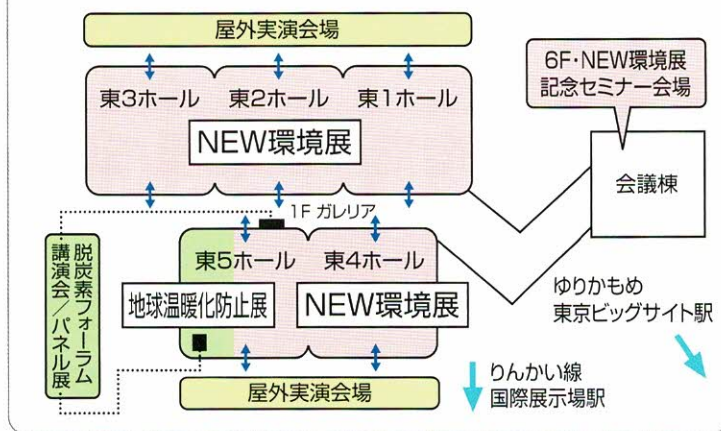 屋外実演会場
6F･NEW環境展
記念セミナー会場
東3ホール
東2ホール
東1ホール
NEW環境展
会議棟
1F ガレリア
東5ホール
東4ホール
脱炭素フォーラム
講演会／パネル展
地球温暖化防止展
NEW環境展
ゆりかもめ
東京ビッグサイト駅
りんかい線
国際展示場駅
屋外実演会場